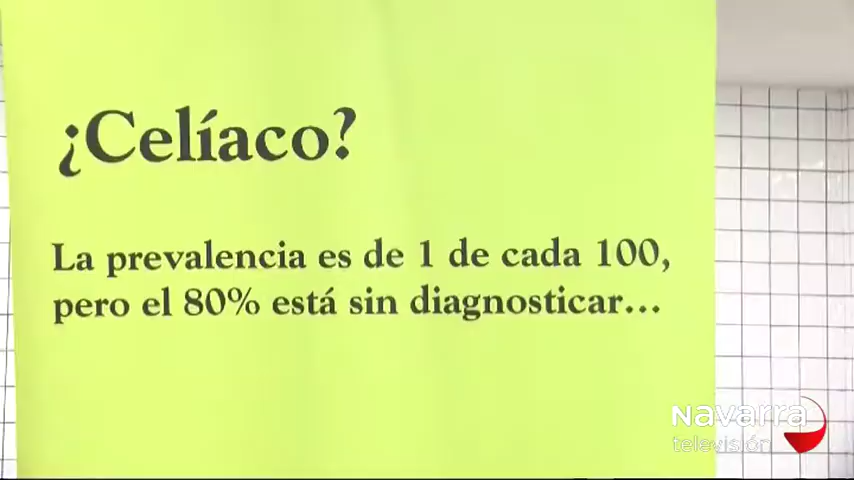 ¿Celíaco?
La prevalencia es de 1 de cada 100,
pero el 80% está sin diagnosticar...
Navarra
televisión